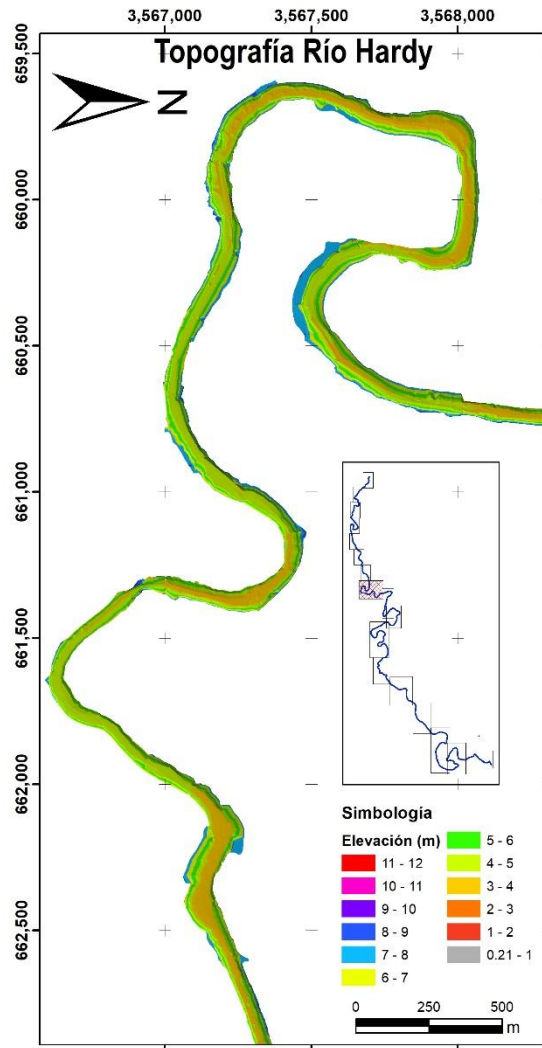 3,567,000 3,567,500 3,568,000
Topografía Río Hardy
N
659,500
660,000
660,500
661,000
661,500
662,000
662,500
Simbología
Elevación (m)
11 - 12
10 - 11
9 - 10
8 - 9
7 - 8
6 - 7
5 - 6
4 - 5
3 - 4
2 - 3
1 - 2
0.21 - 1
0 250 500
m